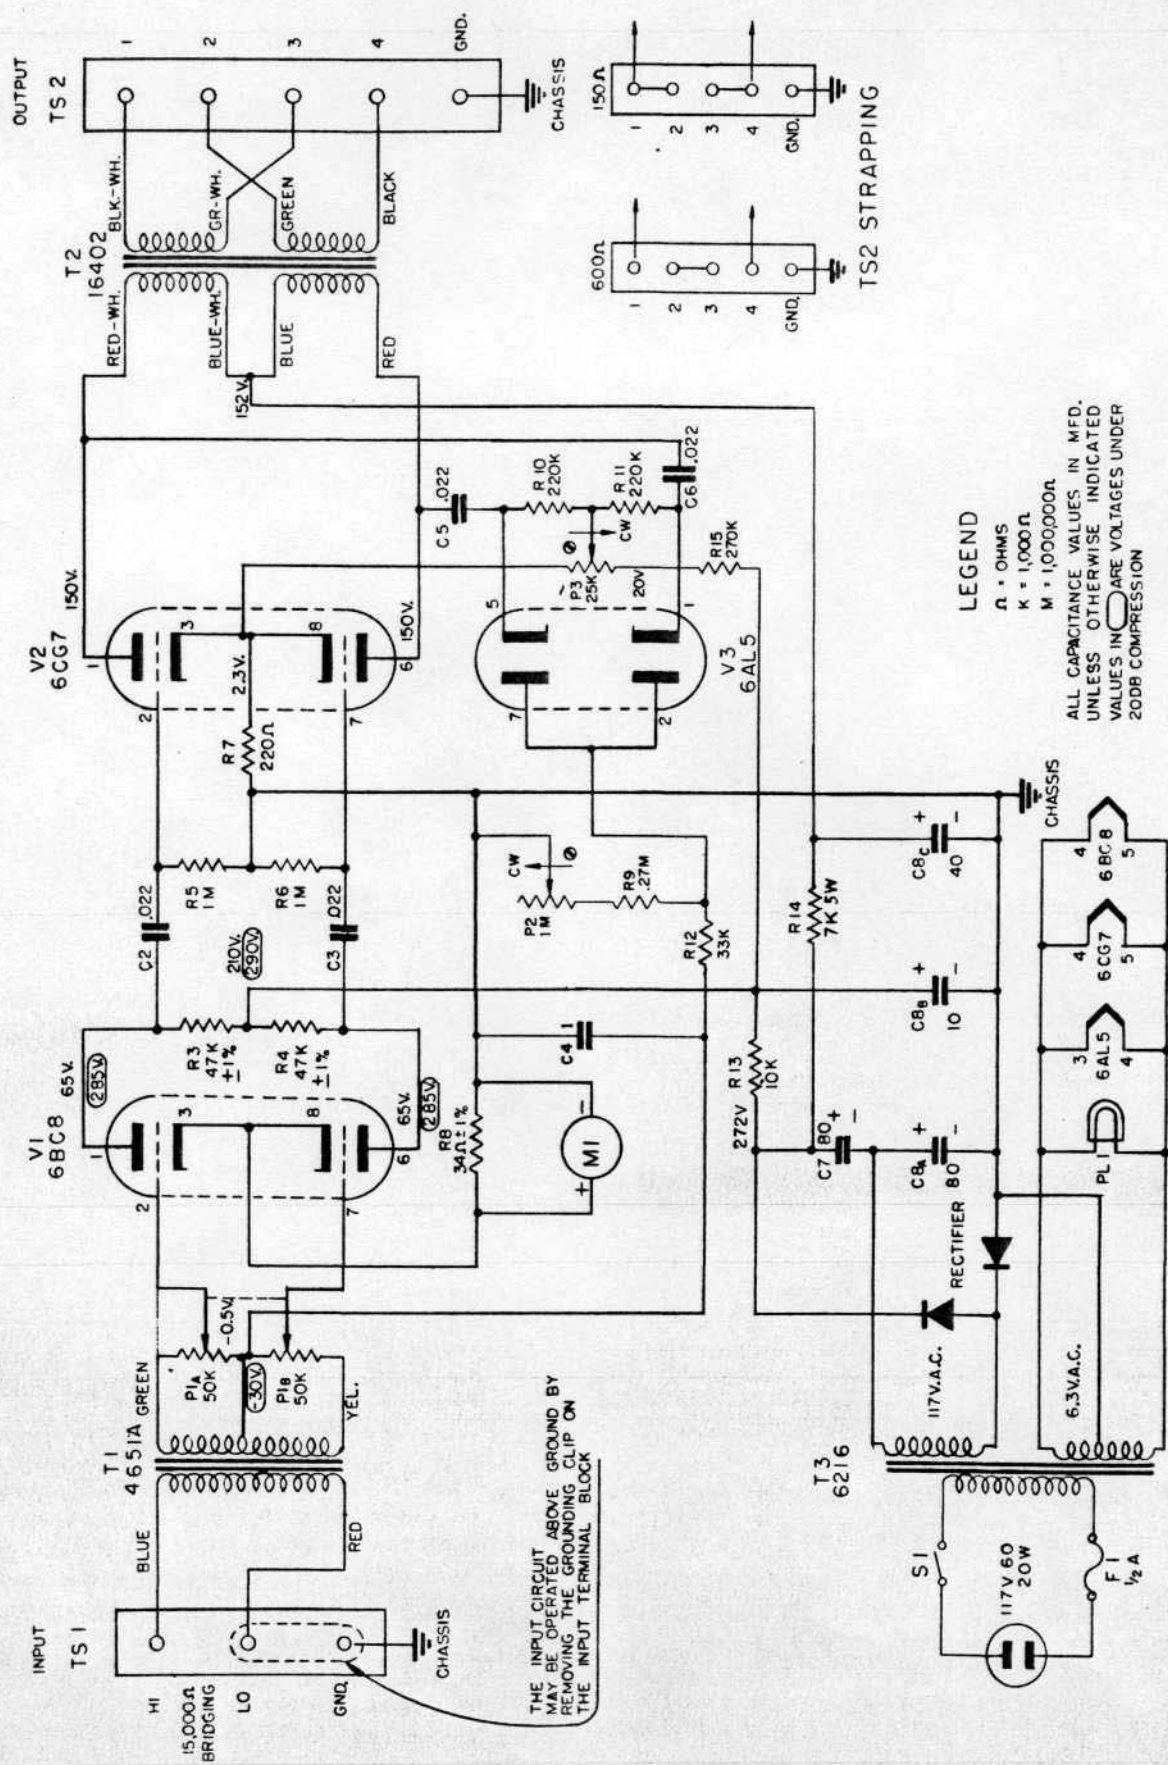 INPUT
TS 1
HI
15,000Ω
BRIDGING
LO
GND.
CHASSIS
THE INPUT CIRCUIT
MAY BE OPERATED ABOVE GROUND BY
REMOVING THE GROUNDING CLIP ON
THE INPUT TERMINAL BLOCK
BLUE
RED
T1
4651A
GREEN
YEL.
P1A
50K
-0.5V.
-30V.
P1B
50K
V1
6BC8
65V.
285V.
1
2
3
8
7
6
65V.
285V.
R3
47K
±1%
R4
47K
±1%
210V.
290V.
C2
.022
C3
.022
R5
1M
R6
1M
R7
220Ω
R8
34Ω±1%
M1
+
-
C4
1
V2
6CG7
150V.
1
2
3
2.3V.
8
7
6
150V.
P2
1M
CW
R9
.27M
R12
33K
V3
6AL5
7
2
5
1
P3
25K
20V
CW
C5
.022
R10
220K
R11
220K
C6
.022
R15
270K
152V.
T2
16402
RED-WH.
BLUE-WH.
BLUE
RED
BLK.-WH.
GR-WH.
GREEN
BLACK
OUTPUT
TS 2
1
2
3
4
GND.
CHASSIS
600Ω
1
2
3
4
GND.
150Ω
1
2
3
4
GND.
TS2 STRAPPING
S1
117V 60
20W
F1
1/2 A
T3
6216
117V.A.C.
6.3V.A.C.
RECTIFIER
272V
R13
10K
C7
80
+
-
C8A
80
+
-
R14
7K 5W
C8B
10
+
-
C8C
40
+
-
CHASSIS
PL1
3
6AL5
4
4
6CG7
5
4
6BC8
5
LEGEND
Ω = OHMS
K = 1,000Ω
M = 1,000,000Ω
ALL CAPACITANCE VALUES IN MFD.
UNLESS OTHERWISE INDICATED
VALUES IN ARE VOLTAGES UNDER
20DB COMPRESSION